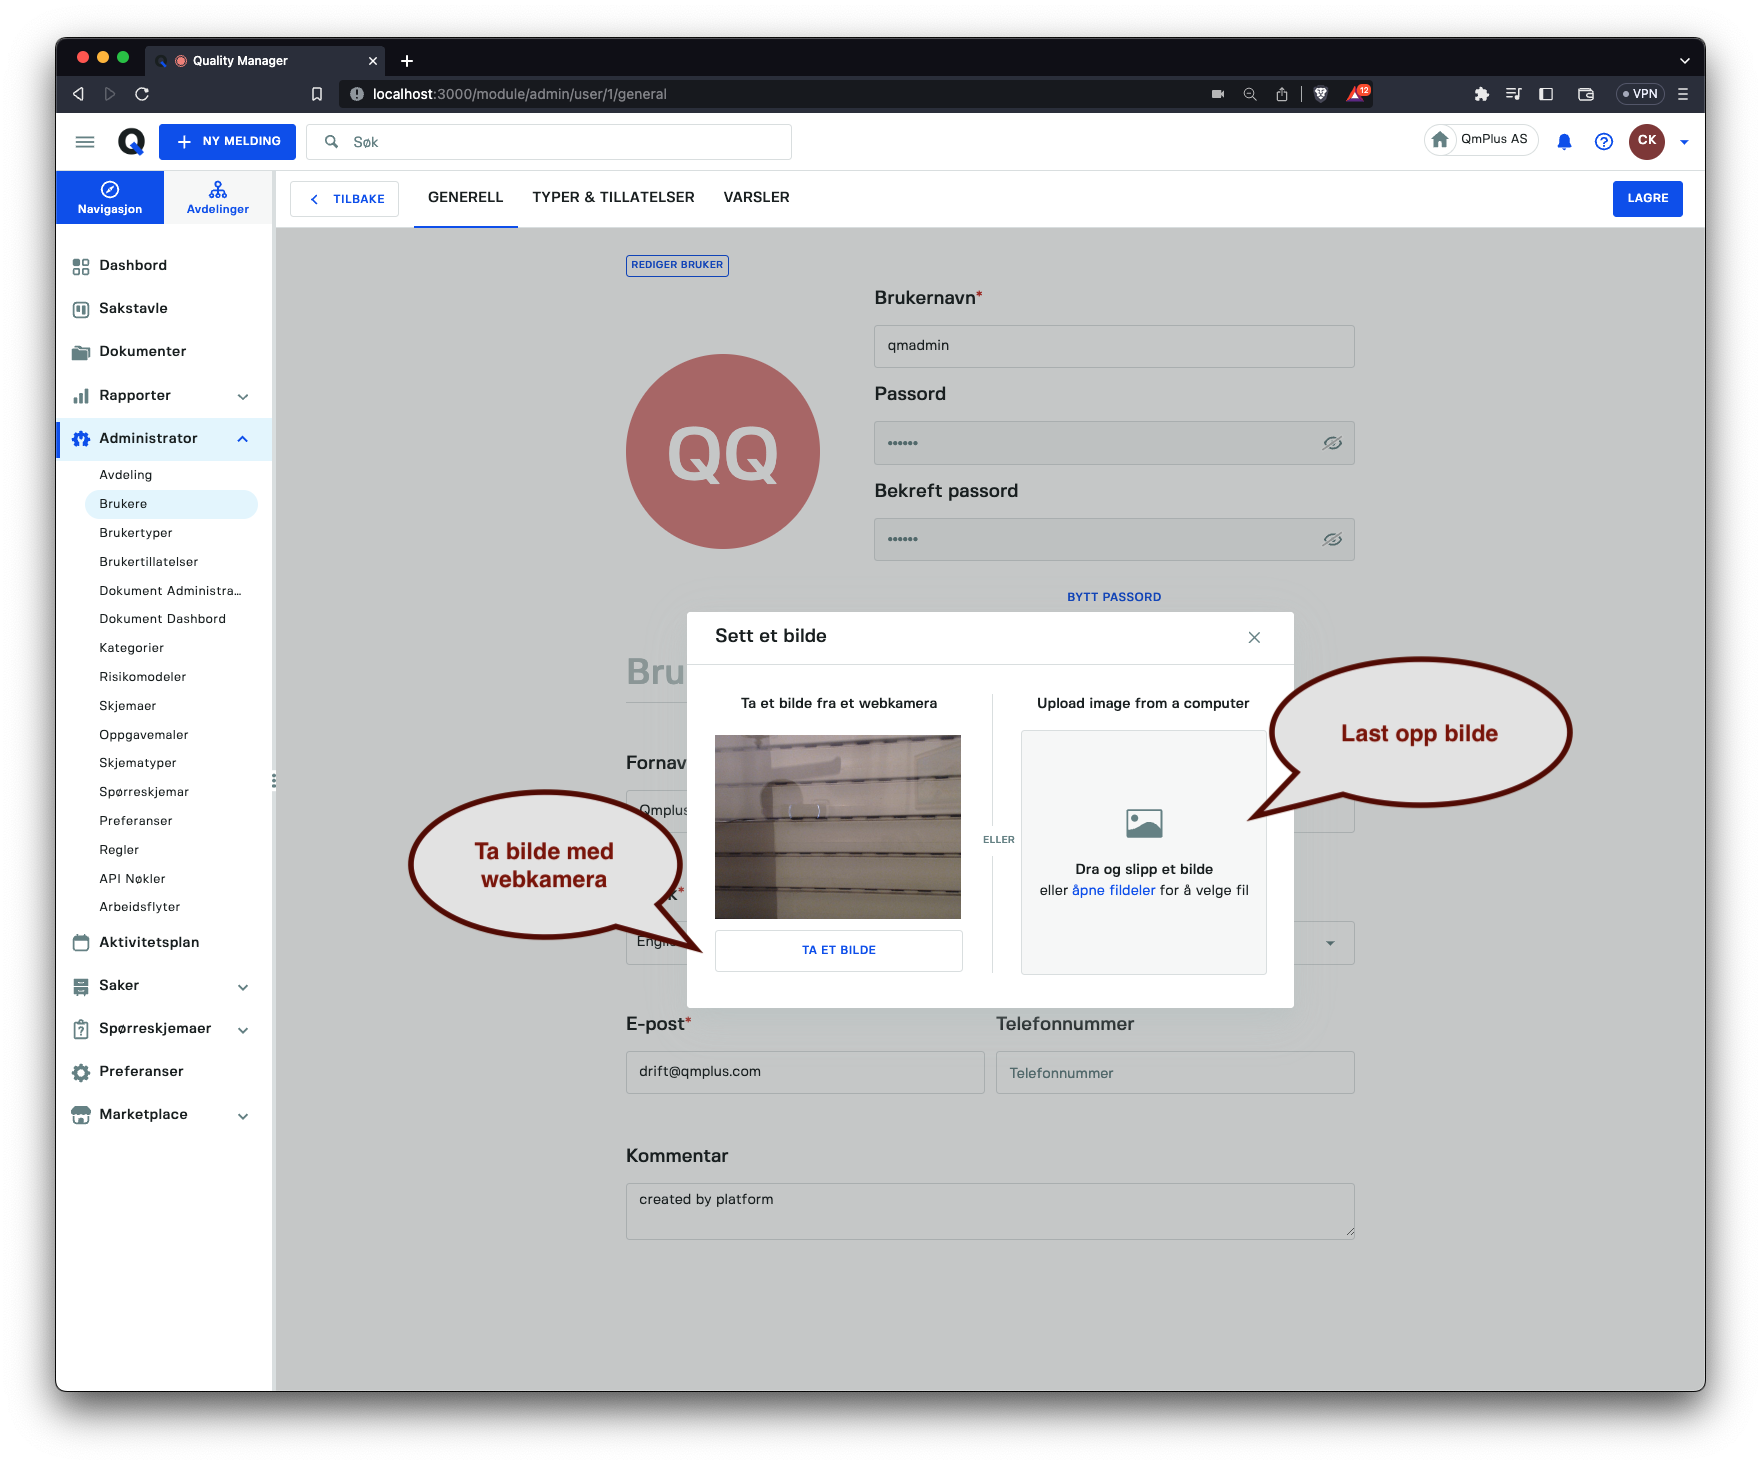 Quality Manager
localhost:3000/module/admin/user/1/general
12
VPN
NY MELDING
Søk
QmPlus AS
CK
Navigasjon
Avdelinger
TILBAKE
GENERELL
TYPER & TILLATELSER
VARSLER
LAGRE
Dashbord
Sakstavle
Dokumenter
Rapporter
Administrator
Avdeling
Brukere
Brukertyper
Brukertillatelser
Dokument Administra...
Dokument Dashbord
Kategorier
Risikomodeler
Skjemaer
Oppgavemaler
Skjematyper
Spørreskjemar
Preferanser
Regler
API Nøkler
Arbeidsflyter
Aktivitetsplan
Saker
Spørreskjemaer
Preferanser
Marketplace
REDIGER BRUKER
QQ
Brukernavn*
qmadmin
Passord
••••••
Bekreft passord
••••••
BYTT PASSORD
Bru
Fornav
Qmplus
k*
Engl
Sett et bilde
Ta et bilde fra et webkamera
TA ET BILDE
ELLER
Upload image from a computer
Dra og slipp et bilde
eller åpne fildeler for å velge fil
Ta bilde med
webkamera
Last opp bilde
E-post*
drift@qmplus.com
Telefonnummer
Telefonnummer
Kommentar
created by platform